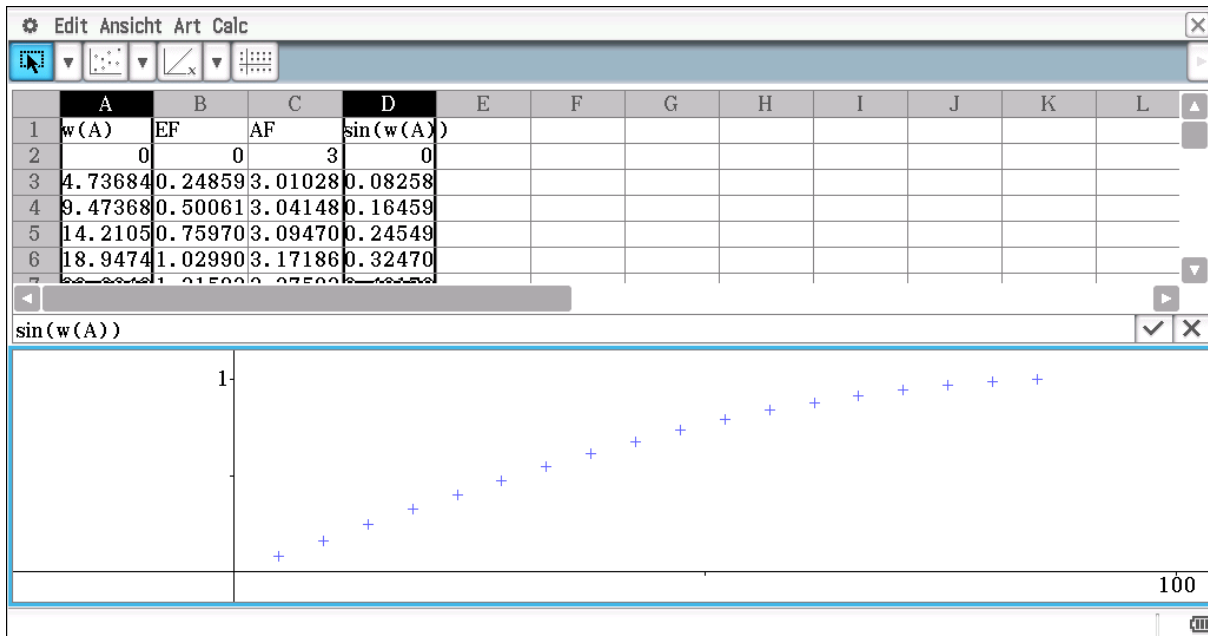 Edit Ansicht Art Calc
A B C D E F G H I J K L
1 w(A) EF AF sin(w(A))
2 0 0 3 0
3 4.73684 0.24859 3.01028 0.08258
4 9.47368 0.50061 3.04148 0.16459
5 14.2105 0.75970 3.09470 0.24549
6 18.9474 1.02990 3.17186 0.32470
sin(w(A))
1
100